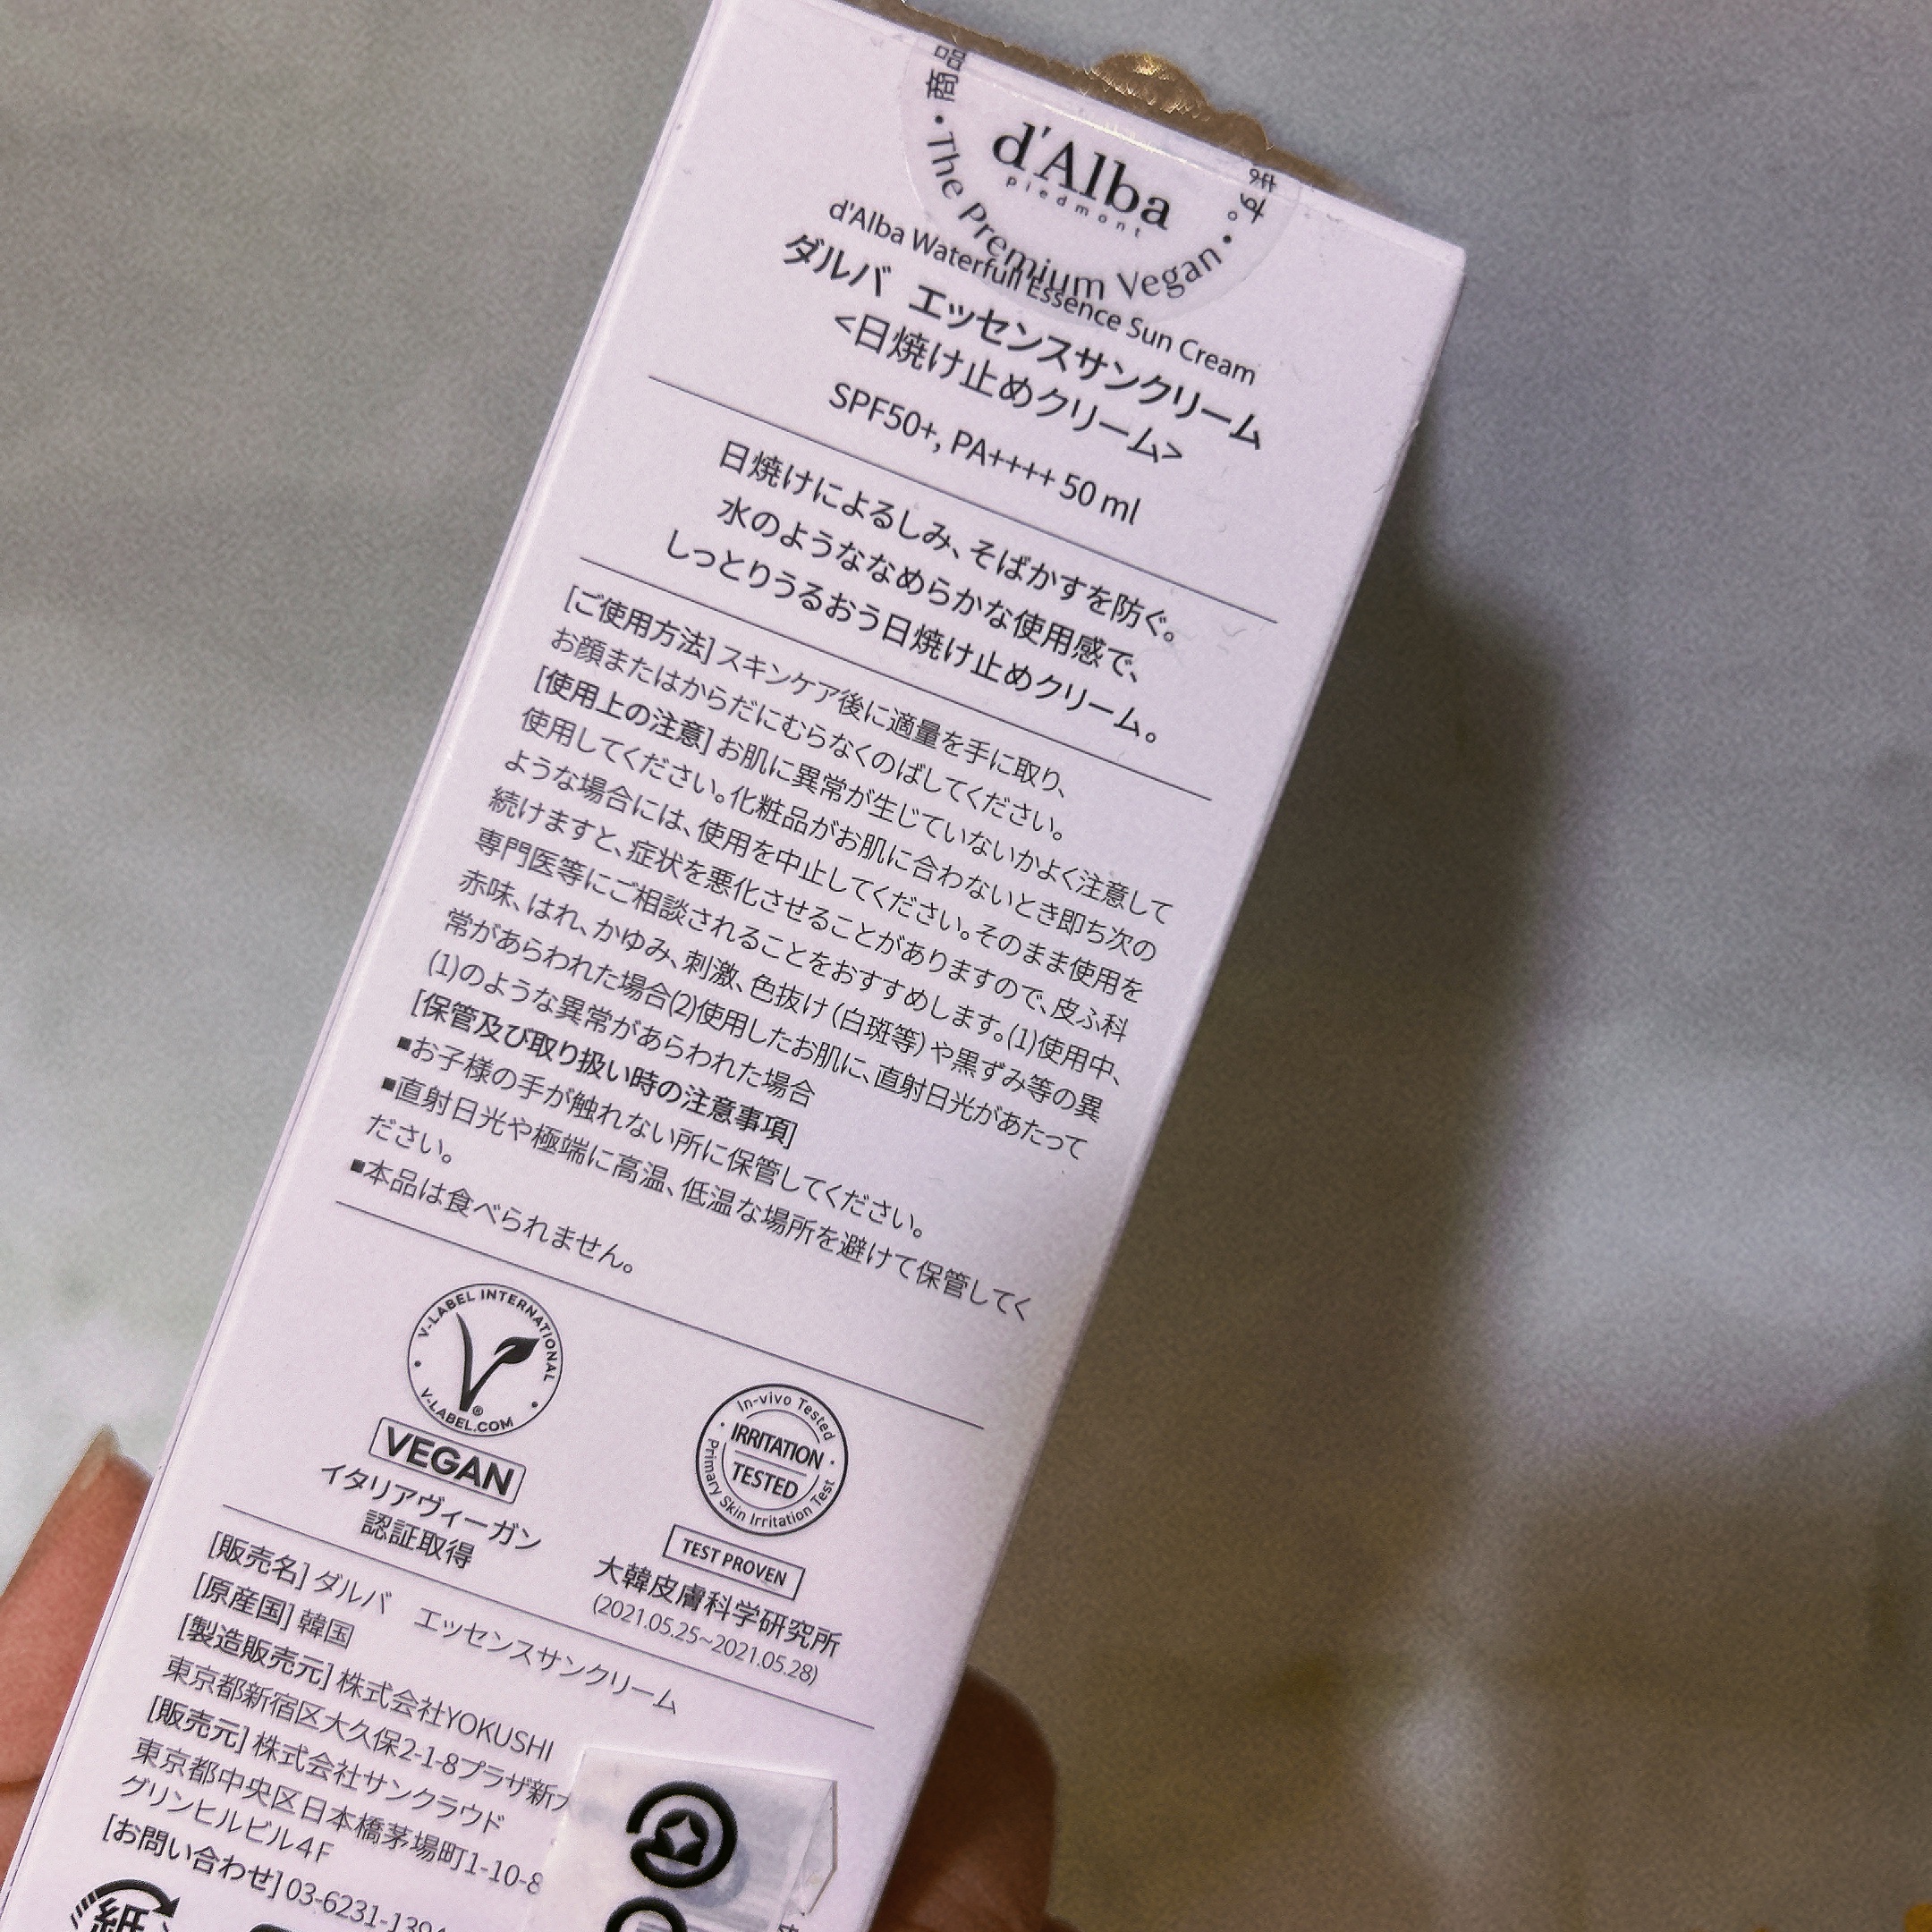 商品
d'Alba
piedmont
• The Premium Vegan •
d'Alba Waterfull Essence Sun Cream
ダルバ エッセンスサンクリーム
<日焼け止めクリーム>
SPF50+, PA++++ 50 ml
日焼けによるしみ、そばかすを防ぐ。
水のようななめらかな使用感で、
しっとりうるおう日焼け止めクリーム。
[ご使用方法] スキンケア後に適量を手に取り、
お顔またはからだにむらなくのばしてください。
[使用上の注意] お肌に異常が生じていないかよく注意して
使用してください。化粧品がお肌に合わないとき即ち次の
ような場合には、使用を中止してください。そのまま使用を
続けますと、症状を悪化させることがありますので、皮ふ科
専門医等にご相談されることをおすすめします。(1)使用中、
赤味、はれ、かゆみ、刺激、色抜け (白斑等) や黒ずみ等の異
常があらわれた場合(2)使用したお肌に、直射日光があたって
(1)のような異常があらわれた場合
[保管及び取り扱い時の注意事項]
■お子様の手が触れない所に保管してください。
■直射日光や極端に高温、低温な場所を避けて保管してく
ださい。
■本品は食べられません。
V-LABEL INTERNATIONAL
V-LABEL.COM
®
VEGAN
イタリアヴィーガン
認証取得
In-vivo Tested
IRRITATION
TESTED
Primary Skin Irritation Test
TEST PROVEN
大韓皮膚科学研究所
(2021.05.25~2021.05.28)
[販売名] ダルバ エッセンスサンクリーム
[原産国] 韓国
[製造販売元] 株式会社YOKUSHI
東京都新宿区大久保2-1-8プラザ新
[販売元] 株式会社サンクラウド
東京都中央区日本橋茅場町1-10-8
グリンヒルビル4F
[お問い合わせ] 03-6231-139
紙